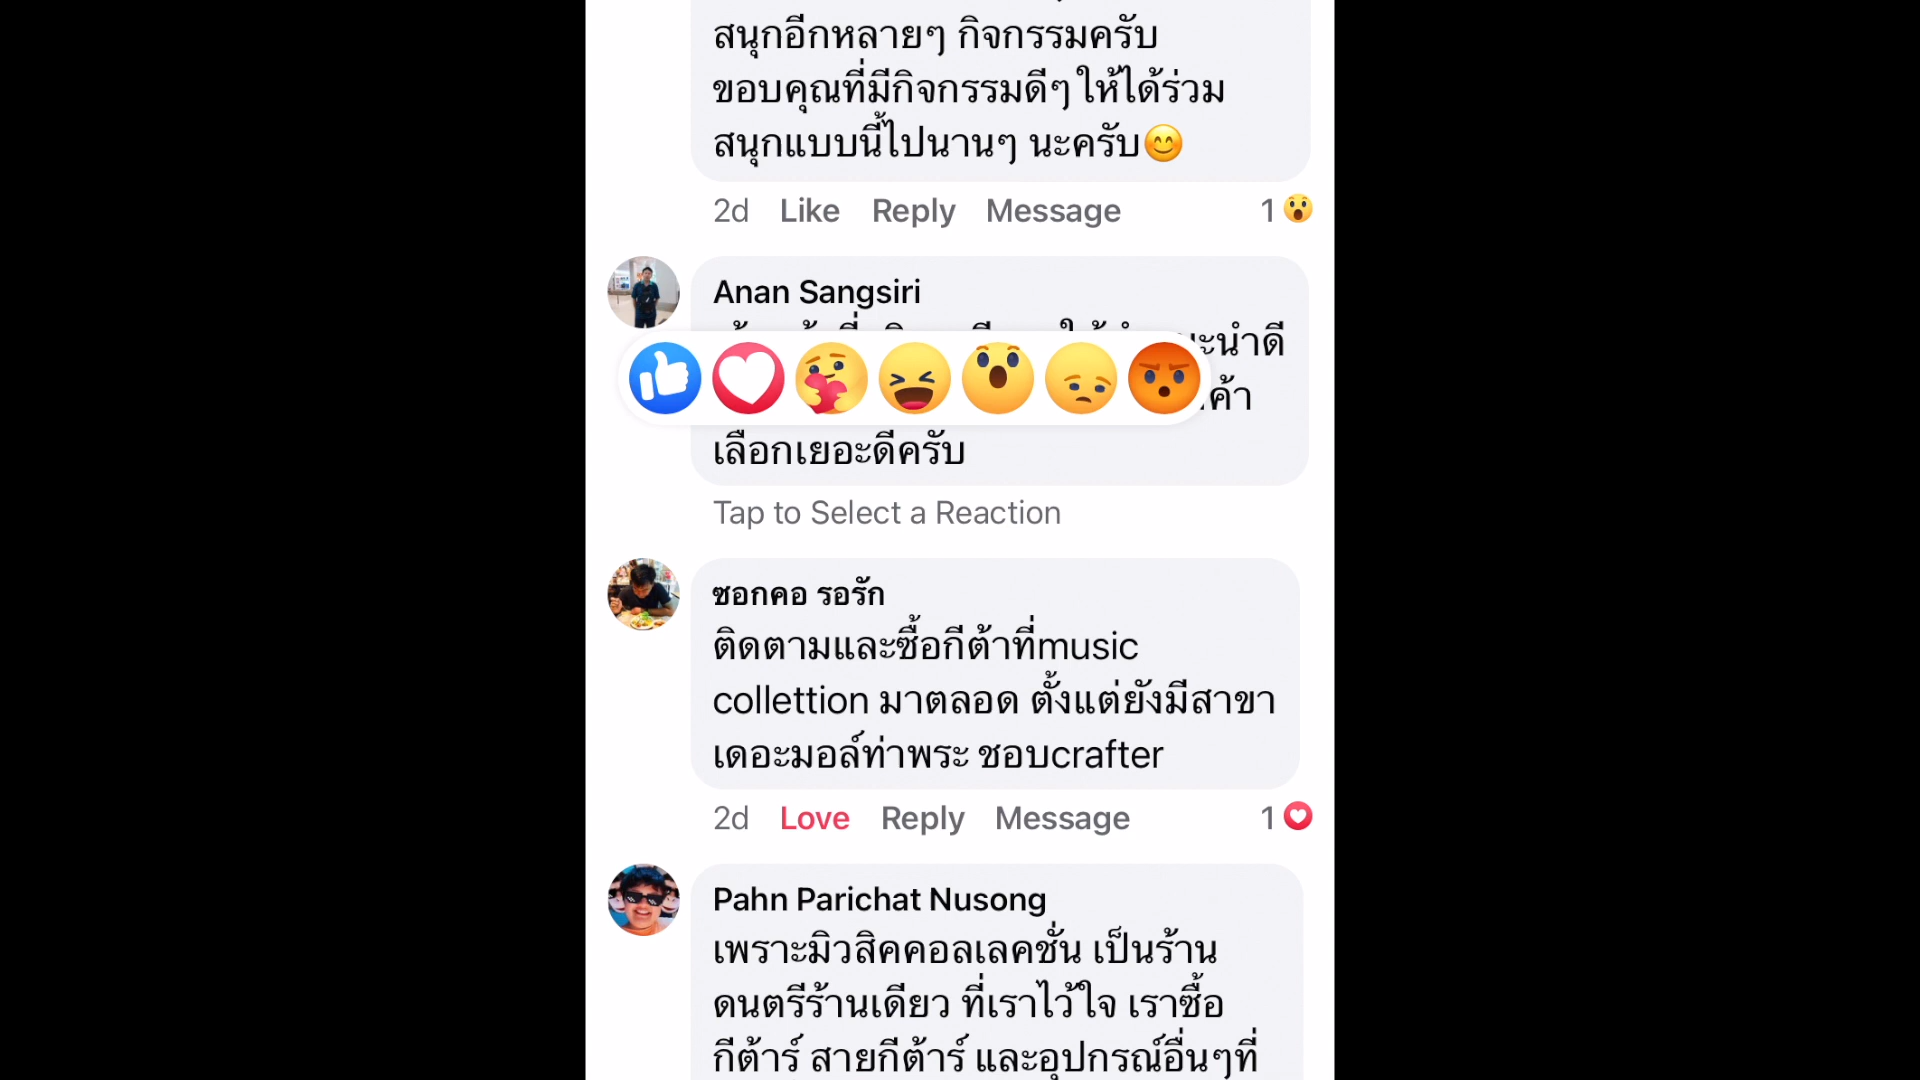 สนุกอีกหลายๆ กิจกรรมครับ
ขอบคุณที่มีกิจกรรมดีๆ ให้ได้ร่วม
สนุกแบบนี้ไปนานๆ นะครับ😊
2d Like Reply Message 1
Anan Sangsiri
เลือกเยอะดีครับ
Tap to Select a Reaction
ซอกคอ รอรัก
ติดตามและซื้อกีต้าที่music
collettion มาตลอด ตั้งแต่ยังมีสาขา
เดอะมอล์ท่าพระ ชอบcrafter
2d Love Reply Message 1
Pahn Parichat Nusong
เพราะมิวสิคคอลเลคชั่น เป็นร้าน
ดนตรีร้านเดียว ที่เราไว้ใจ เราซื้อ
กีต้าร์ สายกีต้าร์ และอุปกรณ์อื่นๆที่